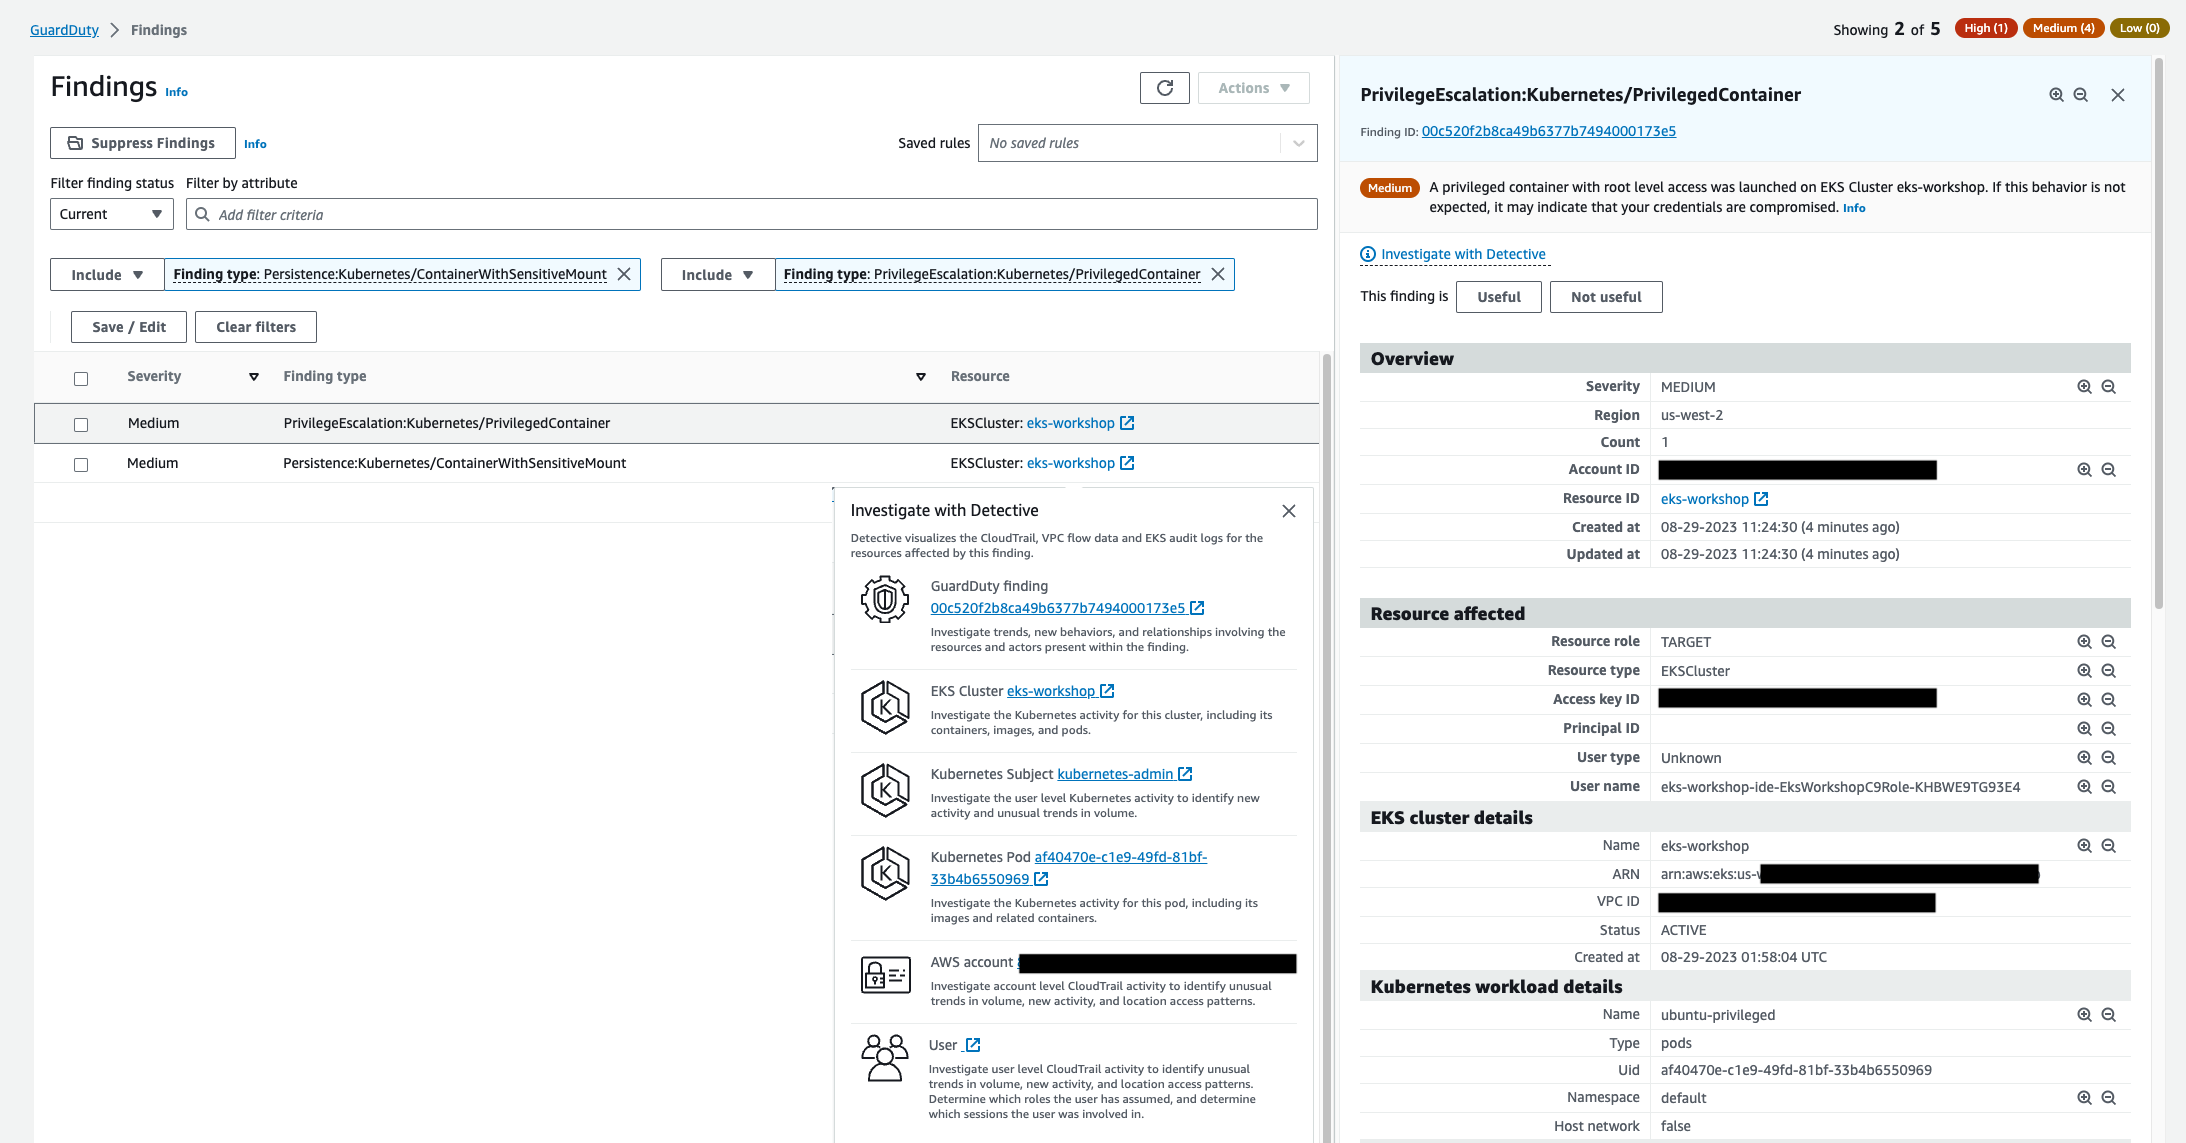 GuardDuty > Findings
Showing 2 of 5 High (1) Medium (4) Low (0)
Findings Info
Actions
Suppress Findings Info
Saved rules No saved rules
Filter finding status Filter by attribute
Current Add filter criteria
Include Finding type: Persistence:Kubernetes/ContainerWithSensitiveMount Include Finding type: PrivilegeEscalation:Kubernetes/PrivilegedContainer
Save / Edit Clear filters
Severity Finding type Resource
Medium PrivilegeEscalation:Kubernetes/PrivilegedContainer EKSCluster: eks-workshop
Medium Persistence:Kubernetes/ContainerWithSensitiveMount EKSCluster: eks-workshop
Investigate with Detective
Detective visualizes the CloudTrail, VPC flow data and EKS audit logs for the
resources affected by this finding.
GuardDuty finding
00c520f2b8ca49b6377b7494000173e5
Investigate trends, new behaviors, and relationships involving the
resources and actors present within the finding.
EKS Cluster eks-workshop
Investigate the Kubernetes activity for this cluster, including its
containers, images, and pods.
Kubernetes Subject kubernetes-admin
Investigate the user level Kubernetes activity to identify new
activity and unusual trends in volume.
Kubernetes Pod af40470e-c1e9-49fd-81bf-
33b4b6550969
Investigate the Kubernetes activity for this pod, including its
images and related containers.
AWS account
Investigate account level CloudTrail activity to identify unusual
trends in volume, new activity, and location access patterns.
User
Investigate user level CloudTrail activity to identify unusual
trends in volume, new activity, and location access patterns.
Determine which roles the user has assumed, and determine
which sessions the user was involved in.
PrivilegeEscalation:Kubernetes/PrivilegedContainer
Finding ID: 00c520f2b8ca49b6377b7494000173e5
Medium A privileged container with root level access was launched on EKS Cluster eks-workshop. If this behavior is not
expected, it may indicate that your credentials are compromised. Info
Investigate with Detective
This finding is Useful Not useful
Overview
Severity MEDIUM
Region us-west-2
Count 1
Account ID
Resource ID eks-workshop
Created at 08-29-2023 11:24:30 (4 minutes ago)
Updated at 08-29-2023 11:24:30 (4 minutes ago)
Resource affected
Resource role TARGET
Resource type EKSCluster
Access key ID
Principal ID
User type Unknown
User name eks-workshop-ide-EksWorkshopC9Role-KHBWE9TG93E4
EKS cluster details
Name eks-workshop
ARN arn:aws:eks:us-
VPC ID
Status ACTIVE
Created at 08-29-2023 01:58:04 UTC
Kubernetes workload details
Name ubuntu-privileged
Type pods
Uid af40470e-c1e9-49fd-81bf-33b4b6550969
Namespace default
Host network false